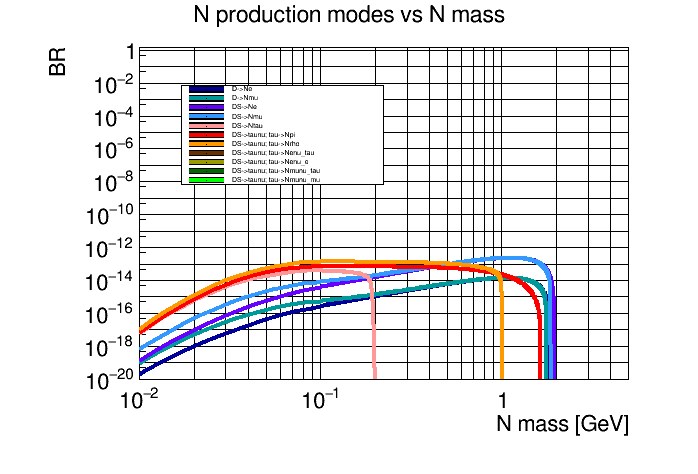 N production modes vs N mass
BR
1
10−2
10−4
10−6
10−8
10−10
10−12
10−14
10−16
10−18
10−20
D->Ne
D->Nmu
DS->Ne
DS->Nmu
DS->Ntau
DS->taunu; tau->Npi
DS->taunu; tau->Nrho
DS->taunu; tau->Nenu_tau
DS->taunu; tau->Nenu_e
DS->taunu; tau->Nmunu_tau
DS->taunu; tau->Nmunu_mu
10−2 10−1 1
N mass [GeV]